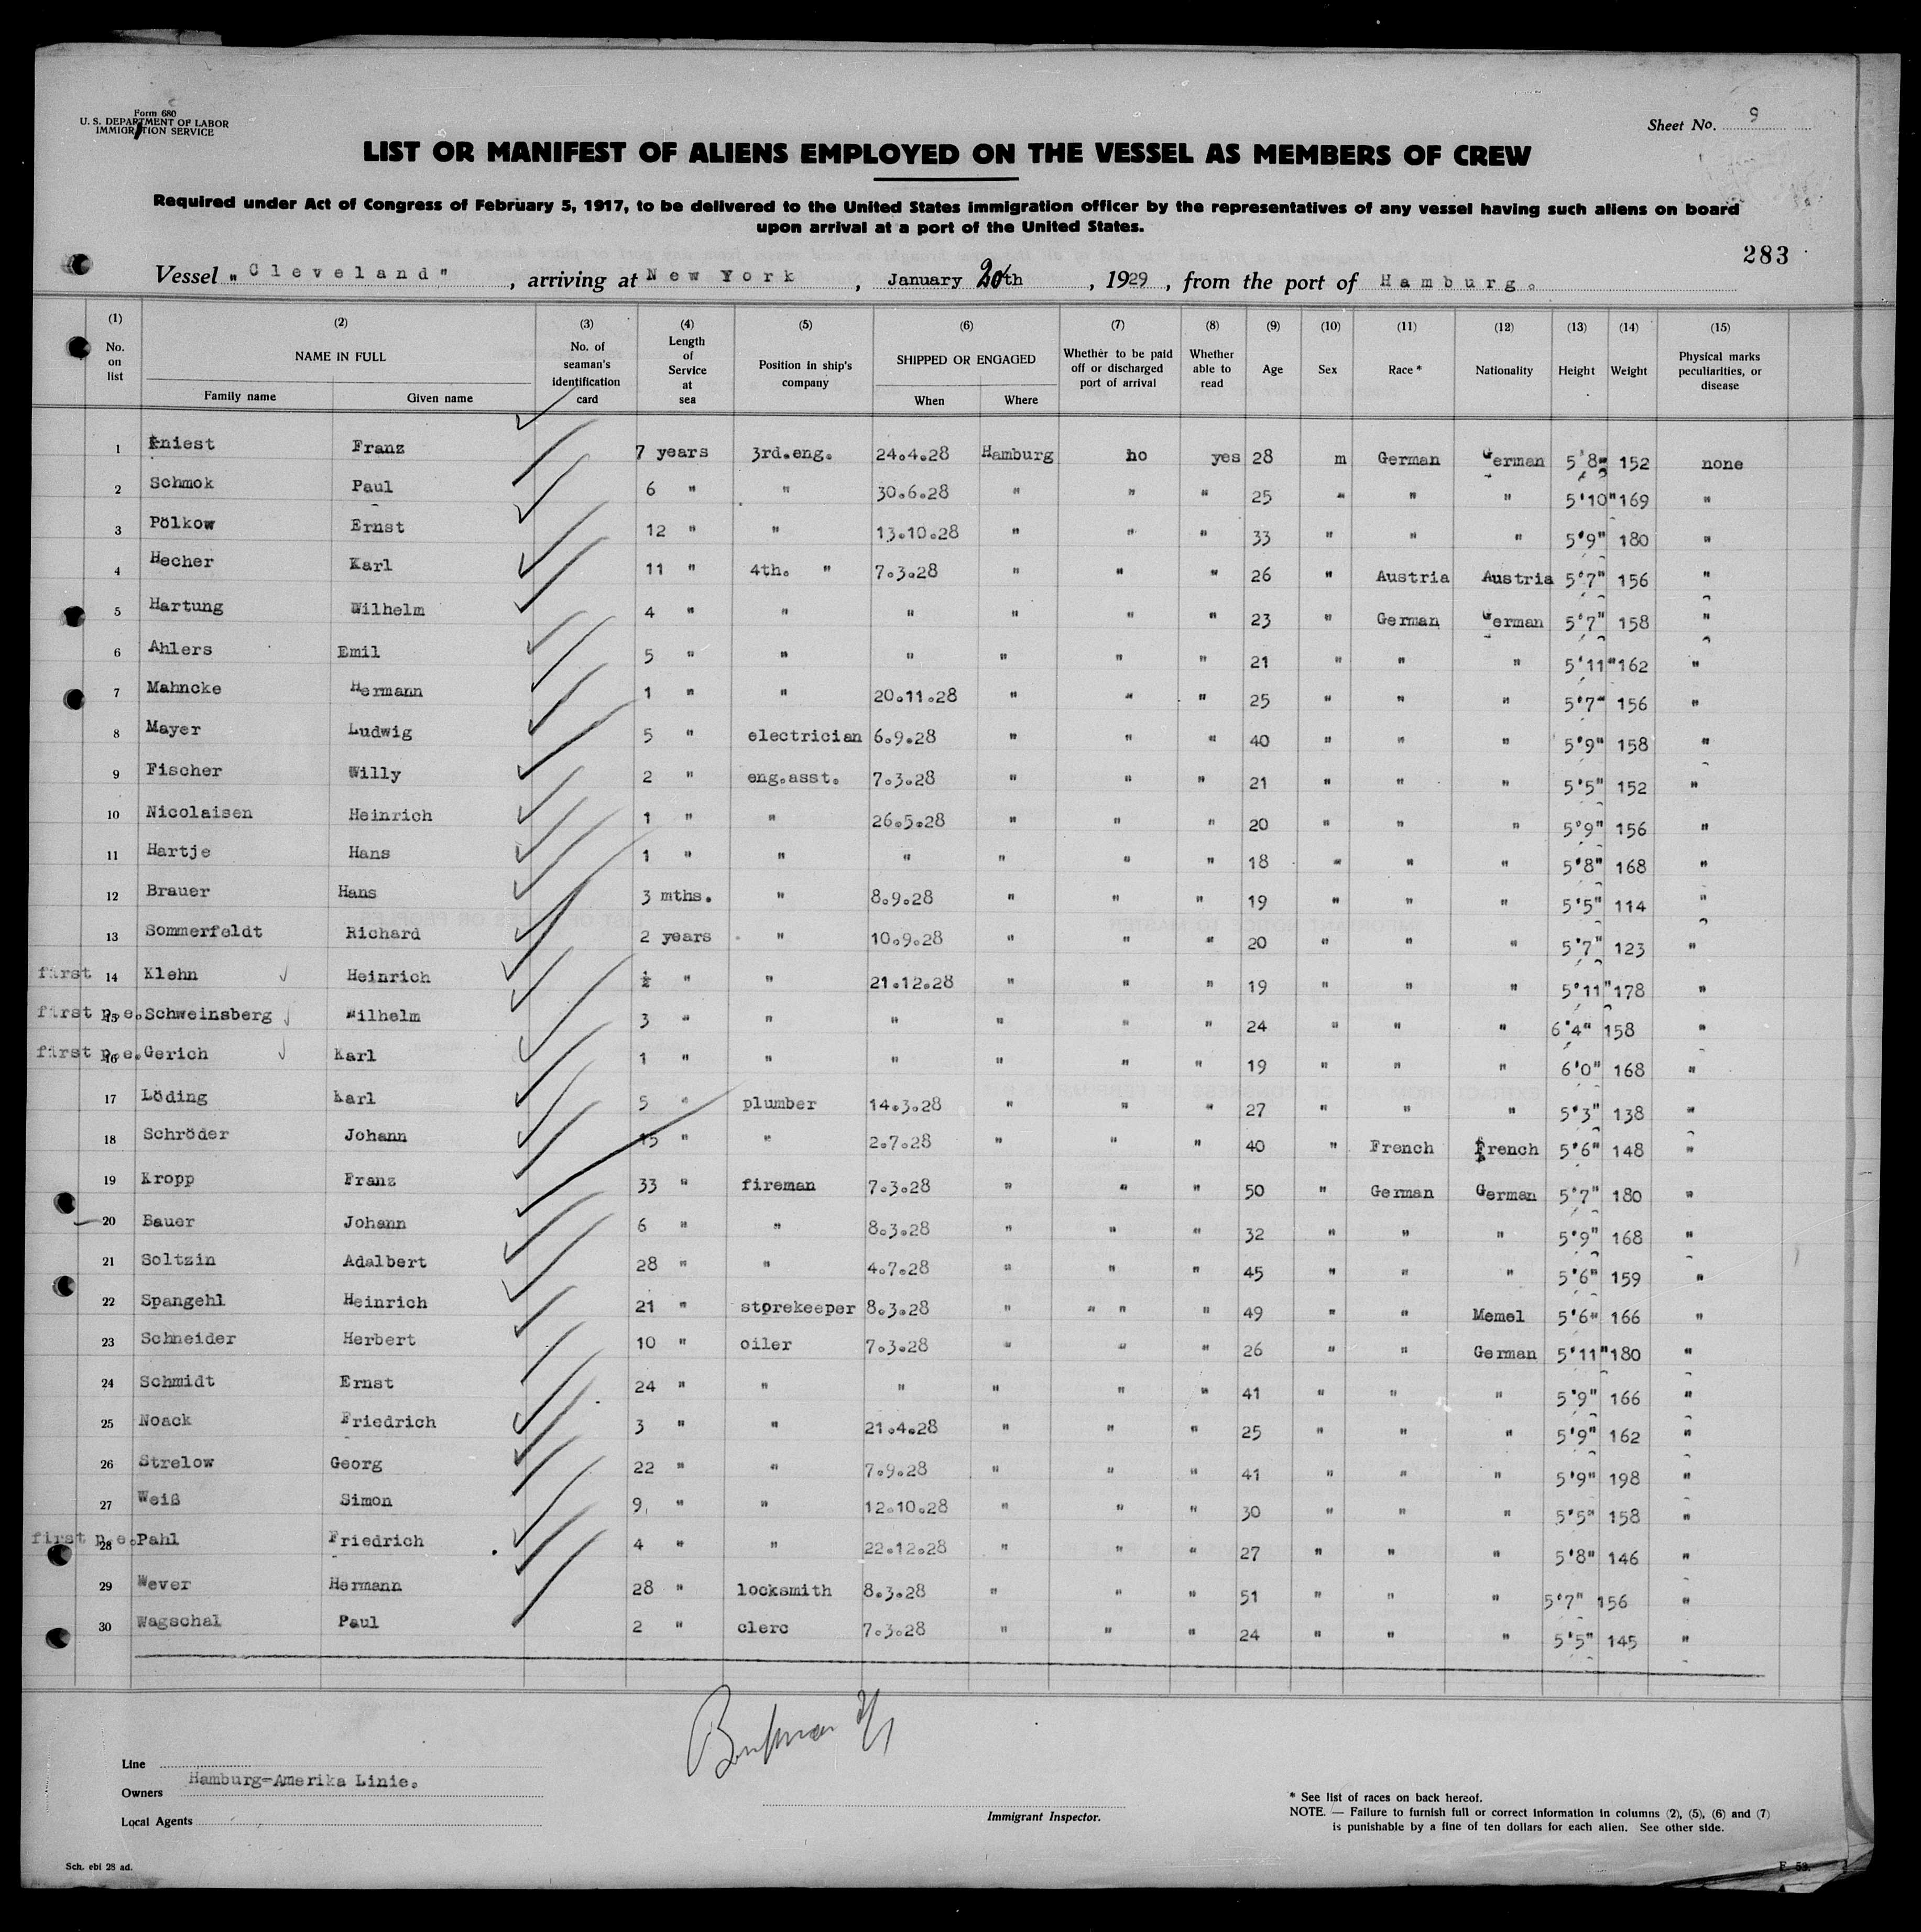 Form 680
U. S. DEPARTMENT OF LABOR
IMMIGRATION SERVICE
Sheet No. 9
LIST OR MANIFEST OF ALIENS EMPLOYED ON THE VESSEL AS MEMBERS OF CREW
Required under Act of Congress of February 5, 1917, to be delivered to the United States immigration officer by the representatives of any vessel having such aliens on board
upon arrival at a port of the United States.
283
Vessel "Cleveland", arriving at New York, January 20th, 1929, from the port of Hamburg.
(1) (2) (3) (4) (5) (6) (7) (8) (9) (10) (11) (12) (13) (14) (15)
No. on list NAME IN FULL Family name Given name No. of seaman's identification card Length of Service at sea Position in ship's company SHIPPED OR ENGAGED When Where Whether to be paid off or discharged port of arrival Whether able to read Age Sex Race * Nationality Height Weight Physical marks peculiarities, or disease
1 Kniest Franz 7 years 3rd.eng. 24.4.28 Hamburg no yes 28 m German German 5'8" 152 none
2 Schmok Paul 6 " " 30.6.28 " " " 25 " " " 5'10" 169 "
3 Pölkow Ernst 12 " " 13.10.28 " " " 33 " " " 5'9" 180 "
4 Hecher Karl 11 " 4th. " 7.3.28 " " " 26 " Austria Austria 5'7" 156 "
5 Hartung Wilhelm 4 " " " " " " 23 " German German 5'7" 158 "
6 Ahlers Emil 5 " " " " " " 21 " " " 5'11" 162 "
7 Mahncke Hermann 1 " " 20.11.28 " " " 25 " " " 5'7" 156 "
8 Mayer Ludwig 5 " electrician 6.9.28 " " " 40 " " " 5'9" 158 "
9 Fischer Willy 2 " eng.asst. 7.3.28 " " " 21 " " " 5'5" 152 "
10 Nicolaisen Heinrich 1 " " 26.5.28 " " " 20 " " " 5'9" 156 "
11 Hartje Hans 1 " " " " " " 18 " " " 5'8" 168 "
12 Brauer Hans 3 mths. " 8.9.28 " " " 19 " " " 5'5" 114 "
13 Sommerfeldt Richard 2 years " 10.9.28 " " " 20 " " " 5'7" 123 "
first 14 Klehn Heinrich ½ " " 21.12.28 " " " 19 " " " 5'11" 178 "
first p.e. 15 Schweinsberg Wilhelm 3 " " " " " " 24 " " " 6'4" 158 "
first p.e. 16 Gerich Karl 1 " " " " " " 19 " " " 6'0" 168 "
17 Löding Karl 5 " plumber 14.3.28 " " " 27 " " " 5'3" 138 "
18 Schröder Johann 15 " " 2.7.28 " " " 40 " French French 5'6" 148 "
19 Kropp Franz 33 " fireman 7.3.28 " " " 50 " German German 5'7" 180 "
20 Bauer Johann 6 " " 8.3.28 " " " 32 " " " 5'9" 168 "
21 Soltzin Adalbert 28 " " 4.7.28 " " " 45 " " " 5'6" 159 "
22 Spangehl Heinrich 21 " storekeeper 8.3.28 " " " " 49 " " Memel 5'6" 166 "
23 Schneider Herbert 10 " oiler 7.3.28 " " " 26 " " German 5'11" 180 "
24 Schmidt Ernst 24 " " " " " " 41 " " " 5'9" 166 "
25 Noack Friedrich 3 " " 21.4.28 " " " 25 " " " 5'9" 162 "
26 Strelow Georg 22 " " 7.9.28 " " " 41 " " " 5'9" 198 "
27 Weiß Simon 9 " " 12.10.28 " " " 30 " " " 5'5" 158 "
first p.e. 28 Pahl Friedrich 4 " " 22.12.28 " " " 27 " " " 5'8" 146 "
29 Wever Hermann 28 " locksmith 8.3.28 " " " 51 " " " 5'7" 156 "
30 Wagschal Paul 2 " clerc 7.3.28 " " " 24 " " " 5'5" 145 "
Line
Owners Hamburg-Amerika Linie.
Local Agents
Immigrant Inspector.
* See list of races on back hereof.
NOTE. — Failure to furnish full or correct information in columns (2), (5), (6) and (7)
is punishable by a fine of ten dollars for each alien. See other side.
Sch. ebi 28 ad.
F. 53.